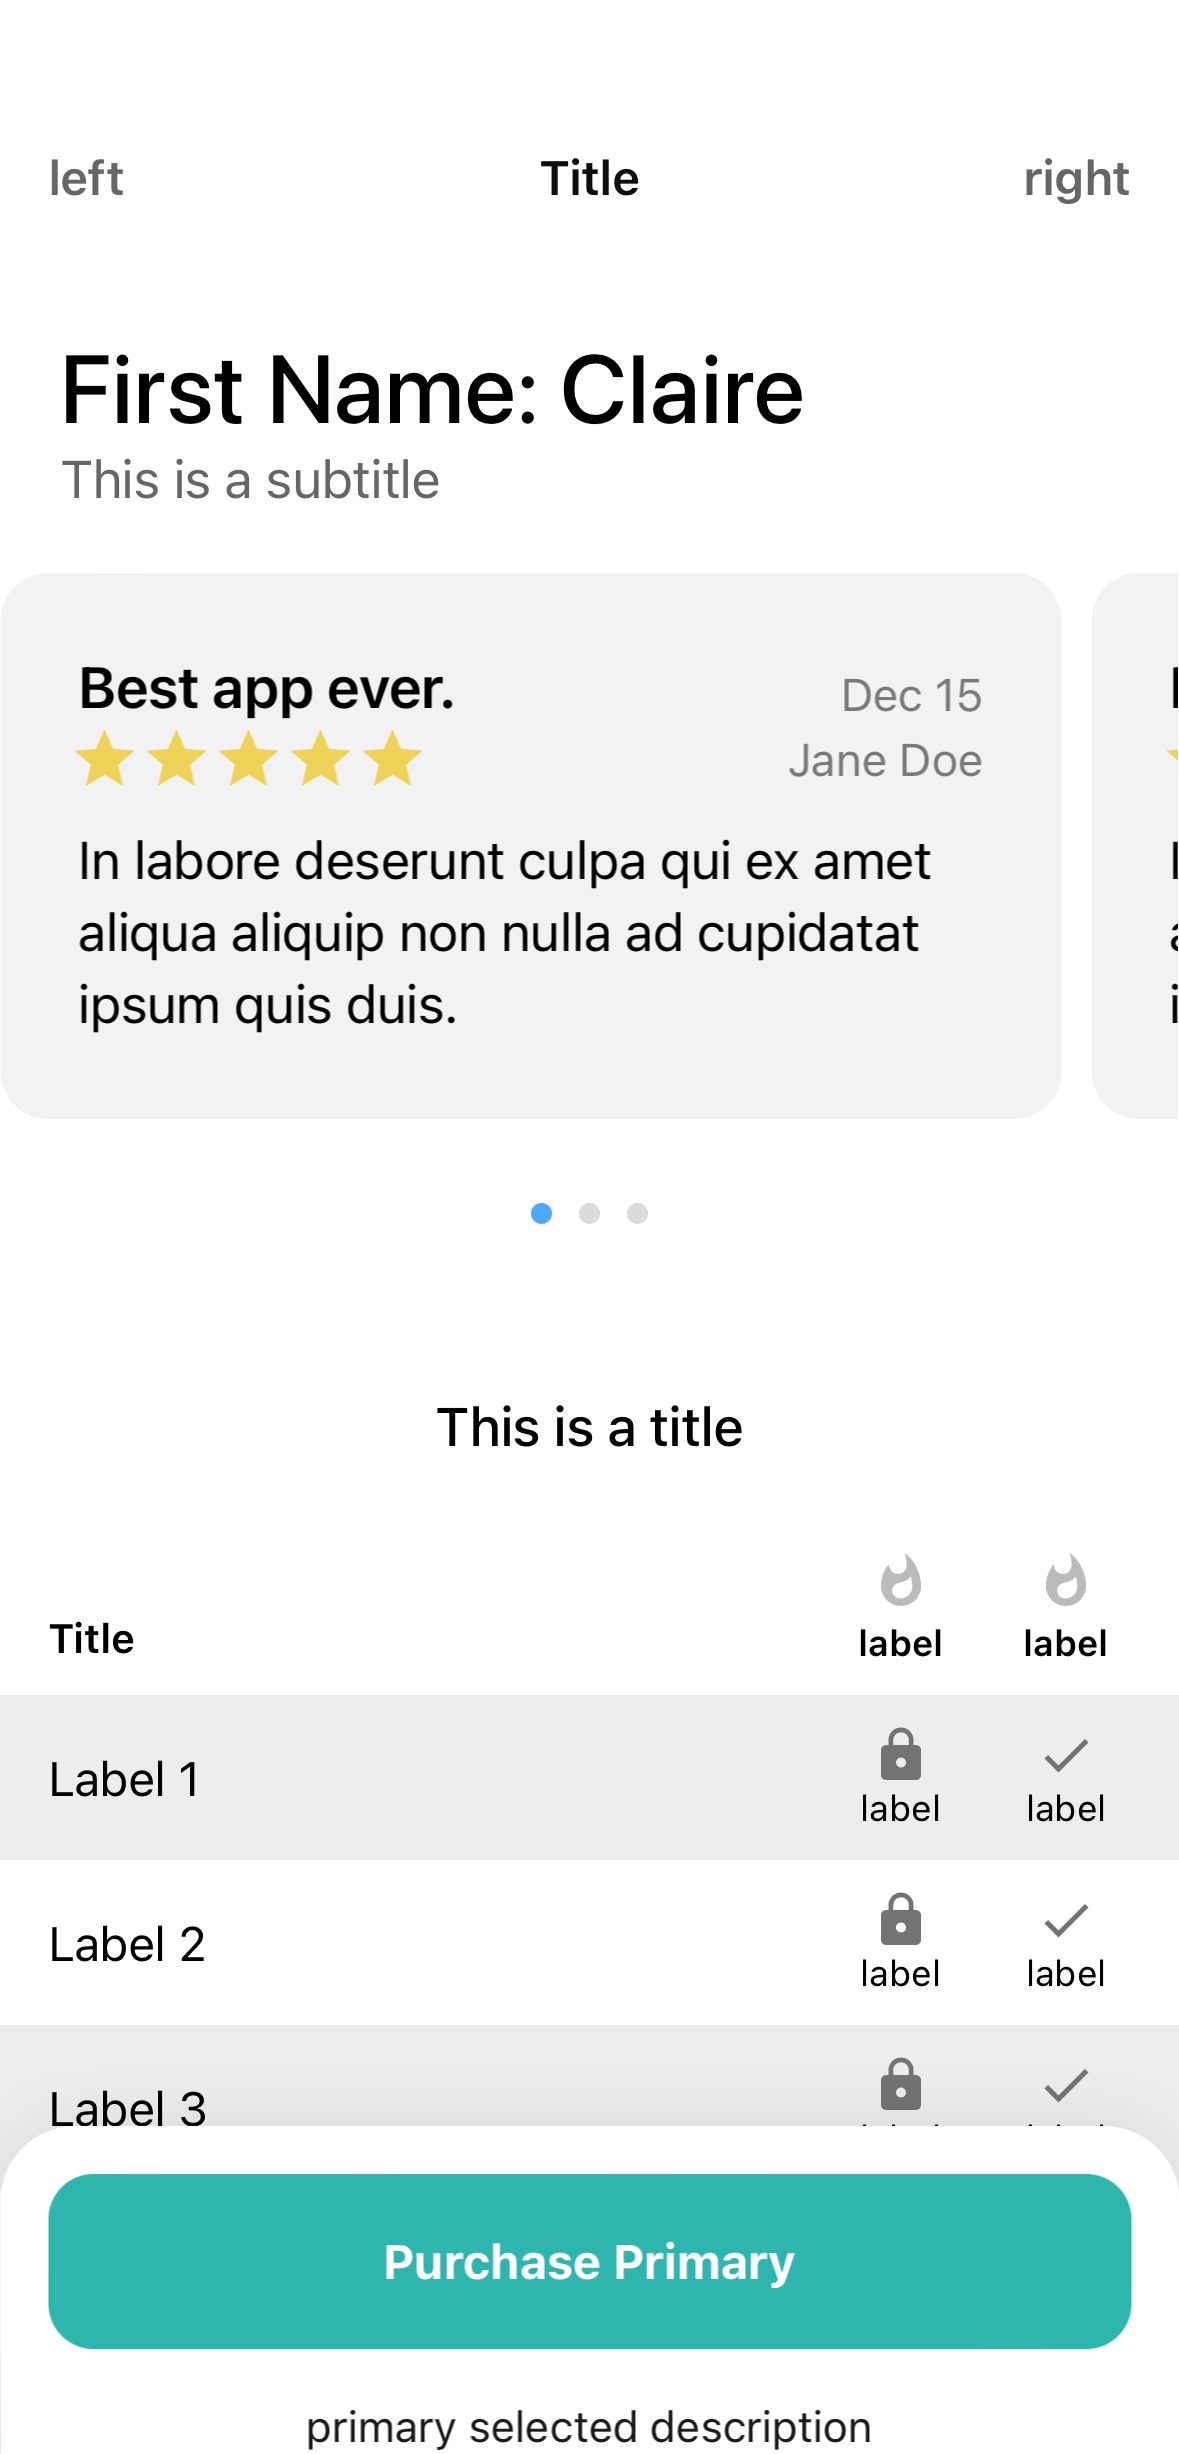 left Title right
First Name: Claire
This is a subtitle
Best app ever.
Dec 15
Jane Doe
In labore deserunt culpa qui ex amet
aliqua aliquip non nulla ad cupidatat
ipsum quis duis.
This is a title
Title label label
Label 1
label label
Label 2
label label
Label 3
Purchase Primary
primary selected description